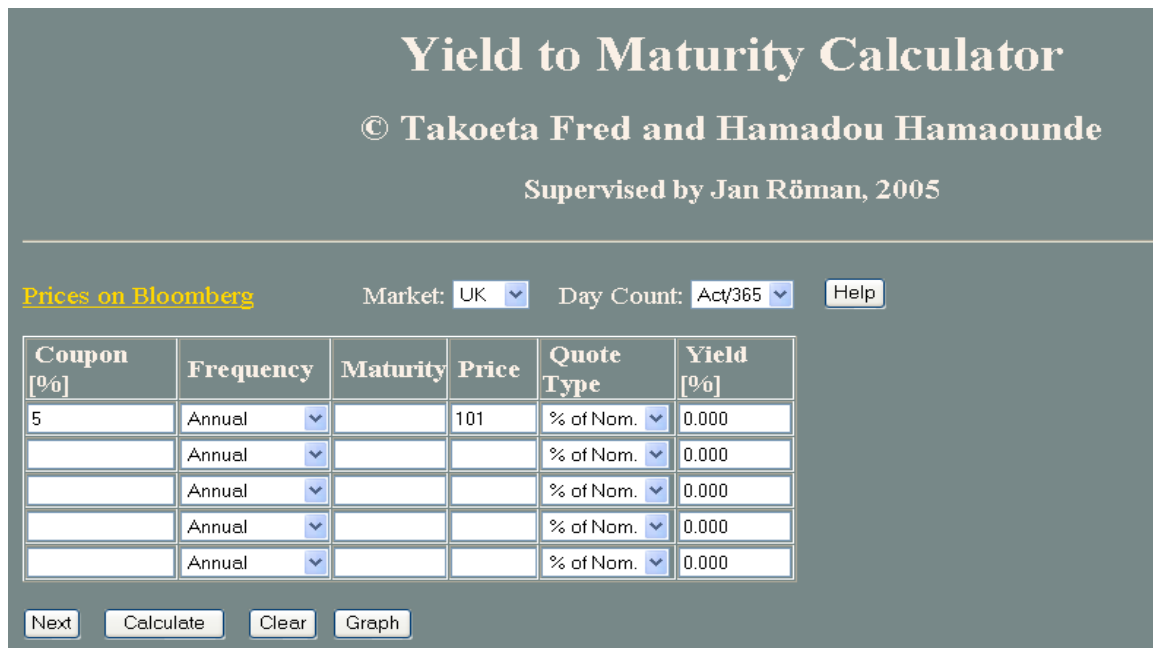 Yield to Maturity Calculator
© Takoeta Fred and Hamadou Hamaounde
Supervised by Jan Röman, 2005
Prices on Bloomberg Market: UK Day Count: Act/365 Help
Coupon [%] Frequency Maturity Price Quote Type Yield [%]
5 Annual 101 % of Nom. 0.000
Annual % of Nom. 0.000
Annual % of Nom. 0.000
Annual % of Nom. 0.000
Annual % of Nom. 0.000
Next Calculate Clear Graph